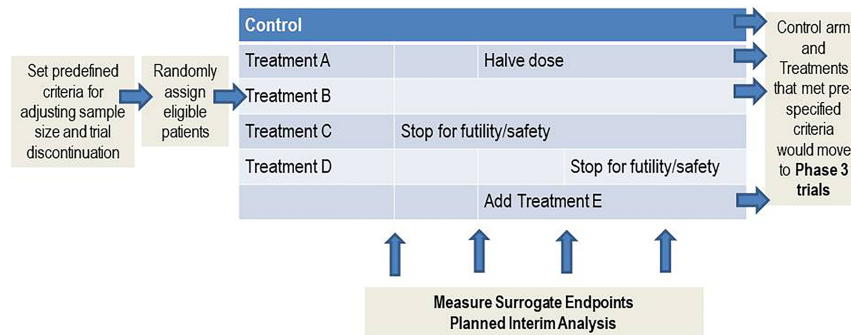 Set predefined
criteria for
adjusting sample
size and trial
discontinuation
Randomly
assign
eligible
patients
Control
Treatment A
Halve dose
Treatment B
Treatment C
Stop for futility/safety
Treatment D
Stop for futility/safety
Add Treatment E
Control arm
and
Treatments
that met pre-
specified
criteria
would move
to Phase 3
trials
Measure Surrogate Endpoints
Planned Interim Analysis